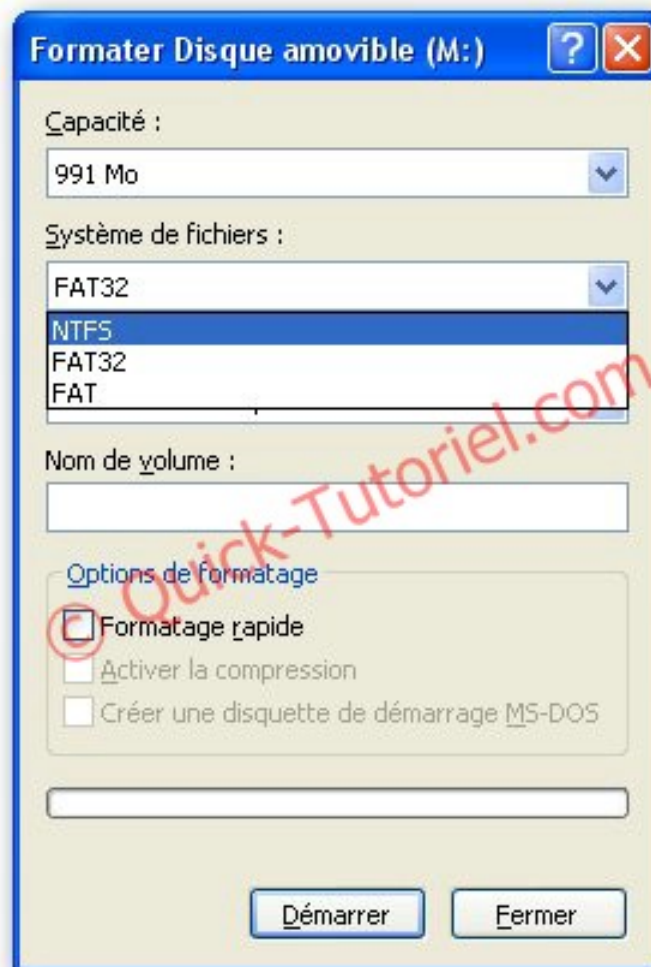 Formater Disque amovible (M:)
Capacité :
991 Mo
Système de fichiers :
FAT32
NTFS
FAT32
FAT
Nom de volume :
Options de formatage
Formatage rapide
Activer la compression
Créer une disquette de démarrage MS-DOS
Démarrer Fermer
© Quick-Tutoriel.com